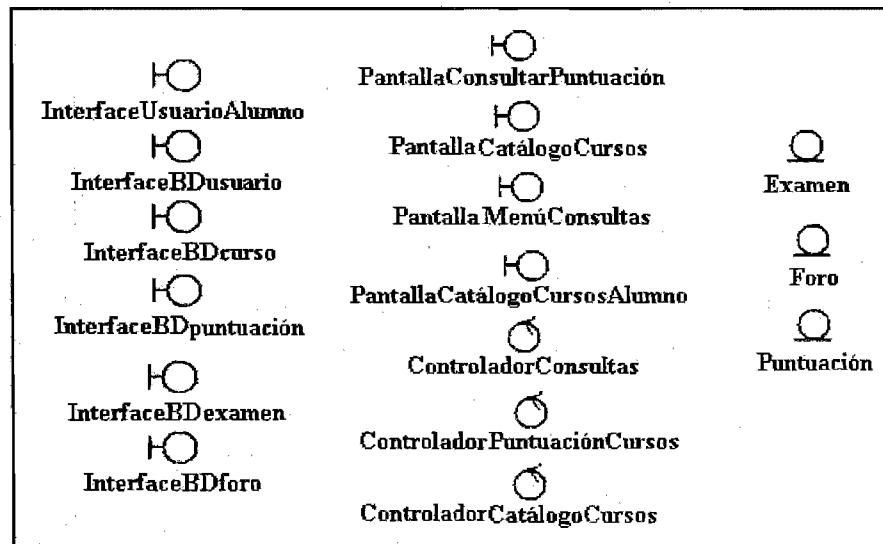 InterfaceUsuarioAlumno
InterfaceBDusuario
InterfaceBDcurso
InterfaceBDpuntuación
InterfaceBDexamen
InterfaceBDforo
PantallaConsultarPuntuación
PantallaCatálogoCursos
PantallaMenúConsultas
PantallaCatálogoCursosAlumno
ControladorConsultas
ControladorPuntuaciónCursos
ControladorCatálogoCursos
Examen
Foro
Puntuación